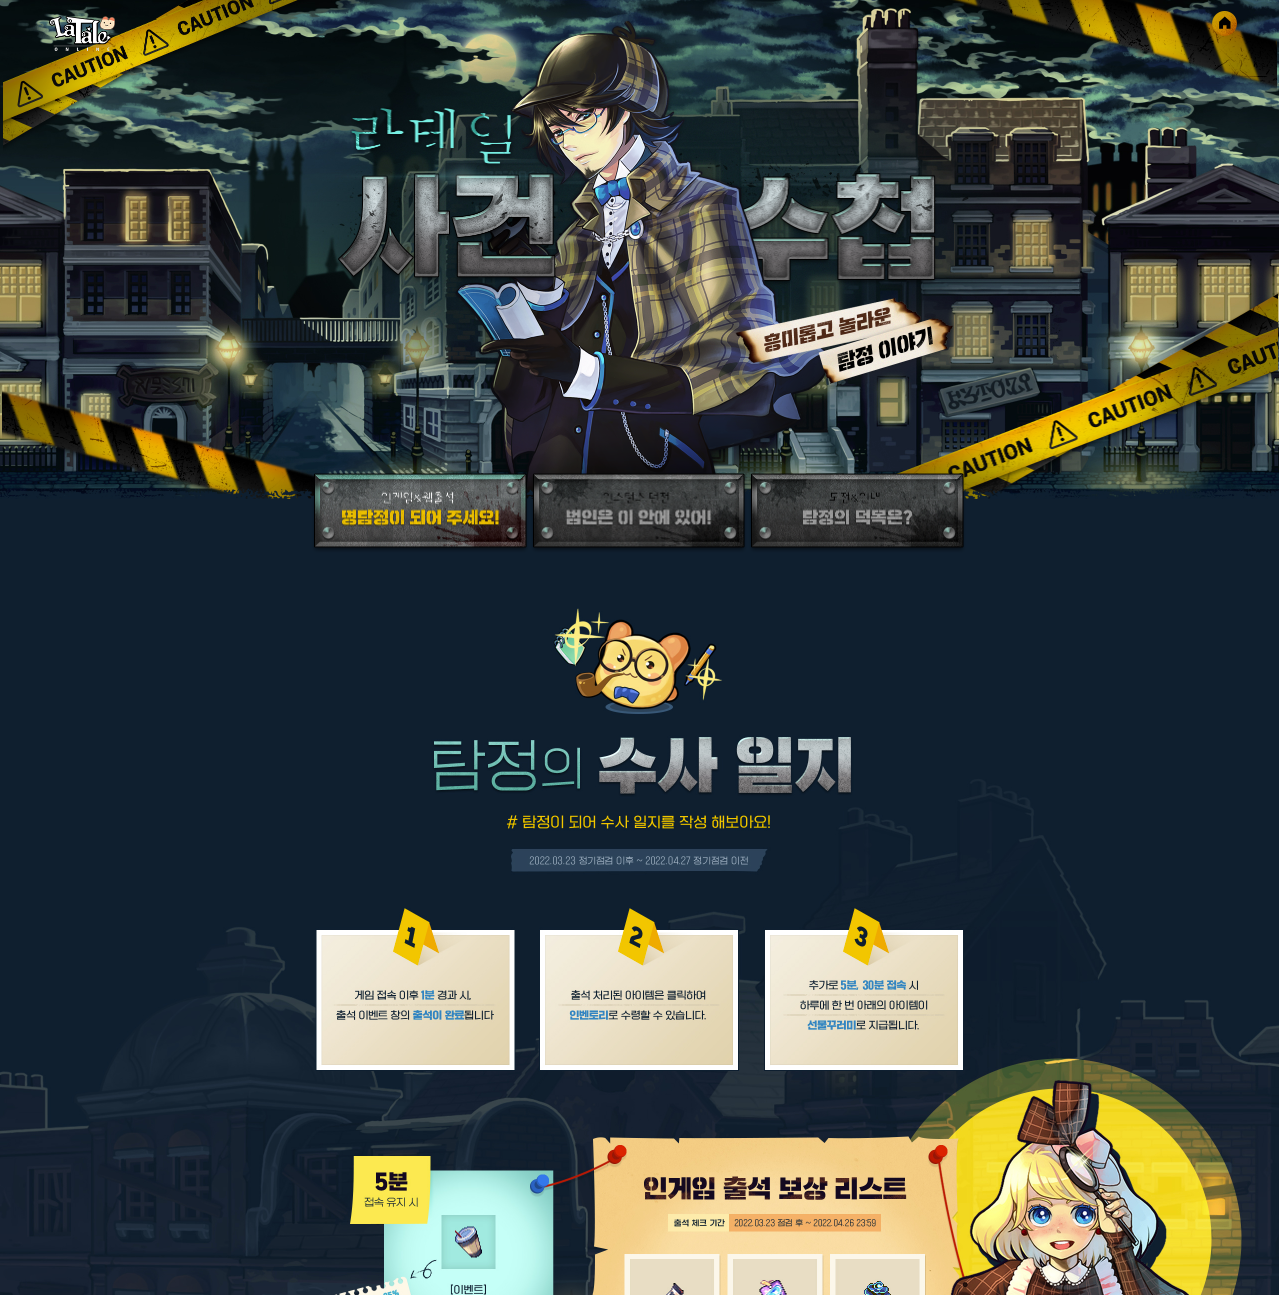 LaTale
ONLINE
CAUTION
CAUTION
라테일
사건 수첩
흥미롭고 놀라운
탐정 이야기
CAUTION
CAUTION
인게임&웹출석
명탐정이 되어 주세요!
범인은 이 안에 있어!
탐정의 덕목은?
탐정의 수사 일지
# 탐정이 되어 수사 일지를 작성 해보아요!
2022.03.23 정기점검 이후 ~ 2022.04.27 정기점검 이전
1
게임 접속 이후 1분 경과 시,
출석 이벤트 창의 출석이 완료됩니다
2
출석 처리된 아이템은 클릭하여
인벤토리로 수령할 수 있습니다.
3
추가로 5분, 30분 접속 시
하루에 한 번 아래의 아이템이
선물꾸러미로 지급됩니다.
5분
접속 유지 시
[이벤트]
인게임 출석 보상 리스트
출석 체크 기간 2022.03.23 점검 후 ~ 2022.04.26 23:59